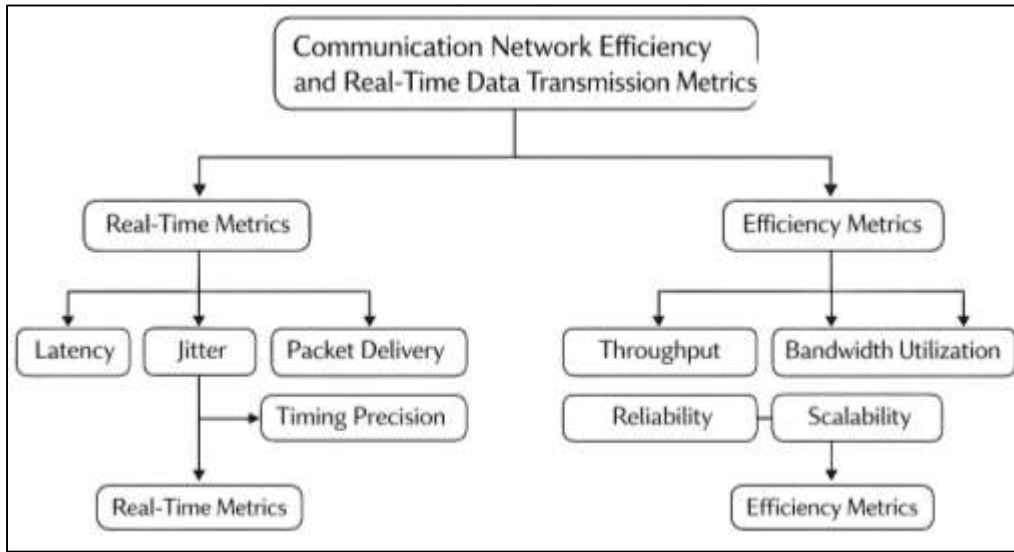 Communication Network Efficiency
and Real-Time Data Transmission Metrics
Real-Time Metrics
Efficiency Metrics
Latency
Jitter
Packet Delivery
Throughput
Bandwidth Utilization
Timing Precision
Reliability
Scalability
Real-Time Metrics
Efficiency Metrics